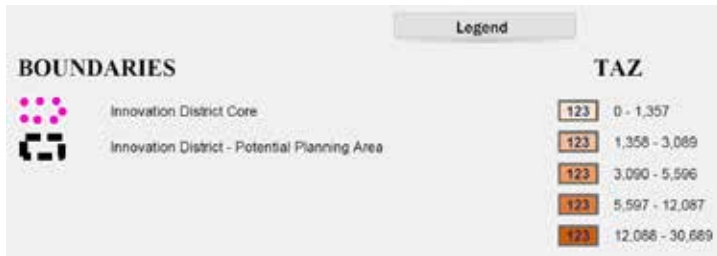 Legend
BOUNDARIES
Innovation District Core
Innovation District - Potential Planning Area
TAZ
123 0 - 1,357
123 1,358 - 3,089
123 3,090 - 5,596
123 5,597 - 12,087
123 12,088 - 30,689